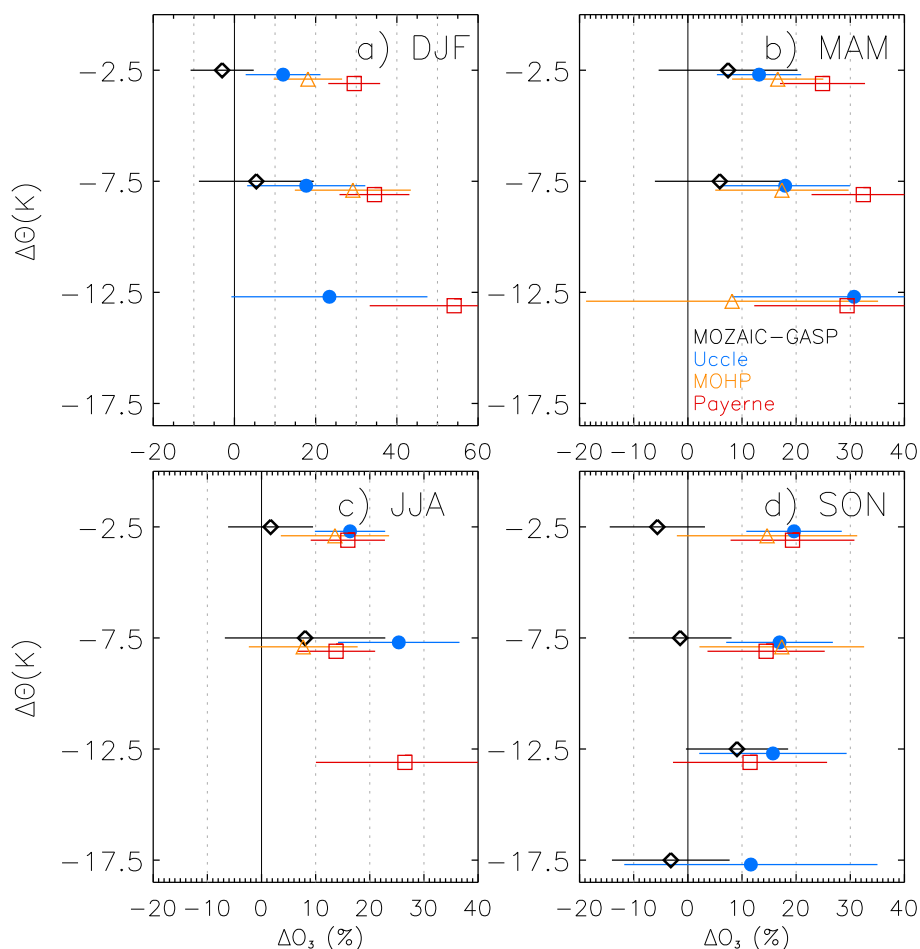 a) DJF
b) MAM
−2.5
−2.5
−7.5
−7.5
ΔΘ(K)
−12.5
−12.5
MOZAIC−GASP
Uccle
MOHP
Payerne
−17.5
−17.5
−20 0 20 40 60
−20 −10 0 10 20 30 40
c) JJA
d) SON
−2.5
−2.5
−7.5
−7.5
ΔΘ(K)
−12.5
−12.5
−17.5
−17.5
−20 −10 0 10 20 30 40
−20 −10 0 10 20 30 40
ΔO₃ (%)
ΔO₃ (%)